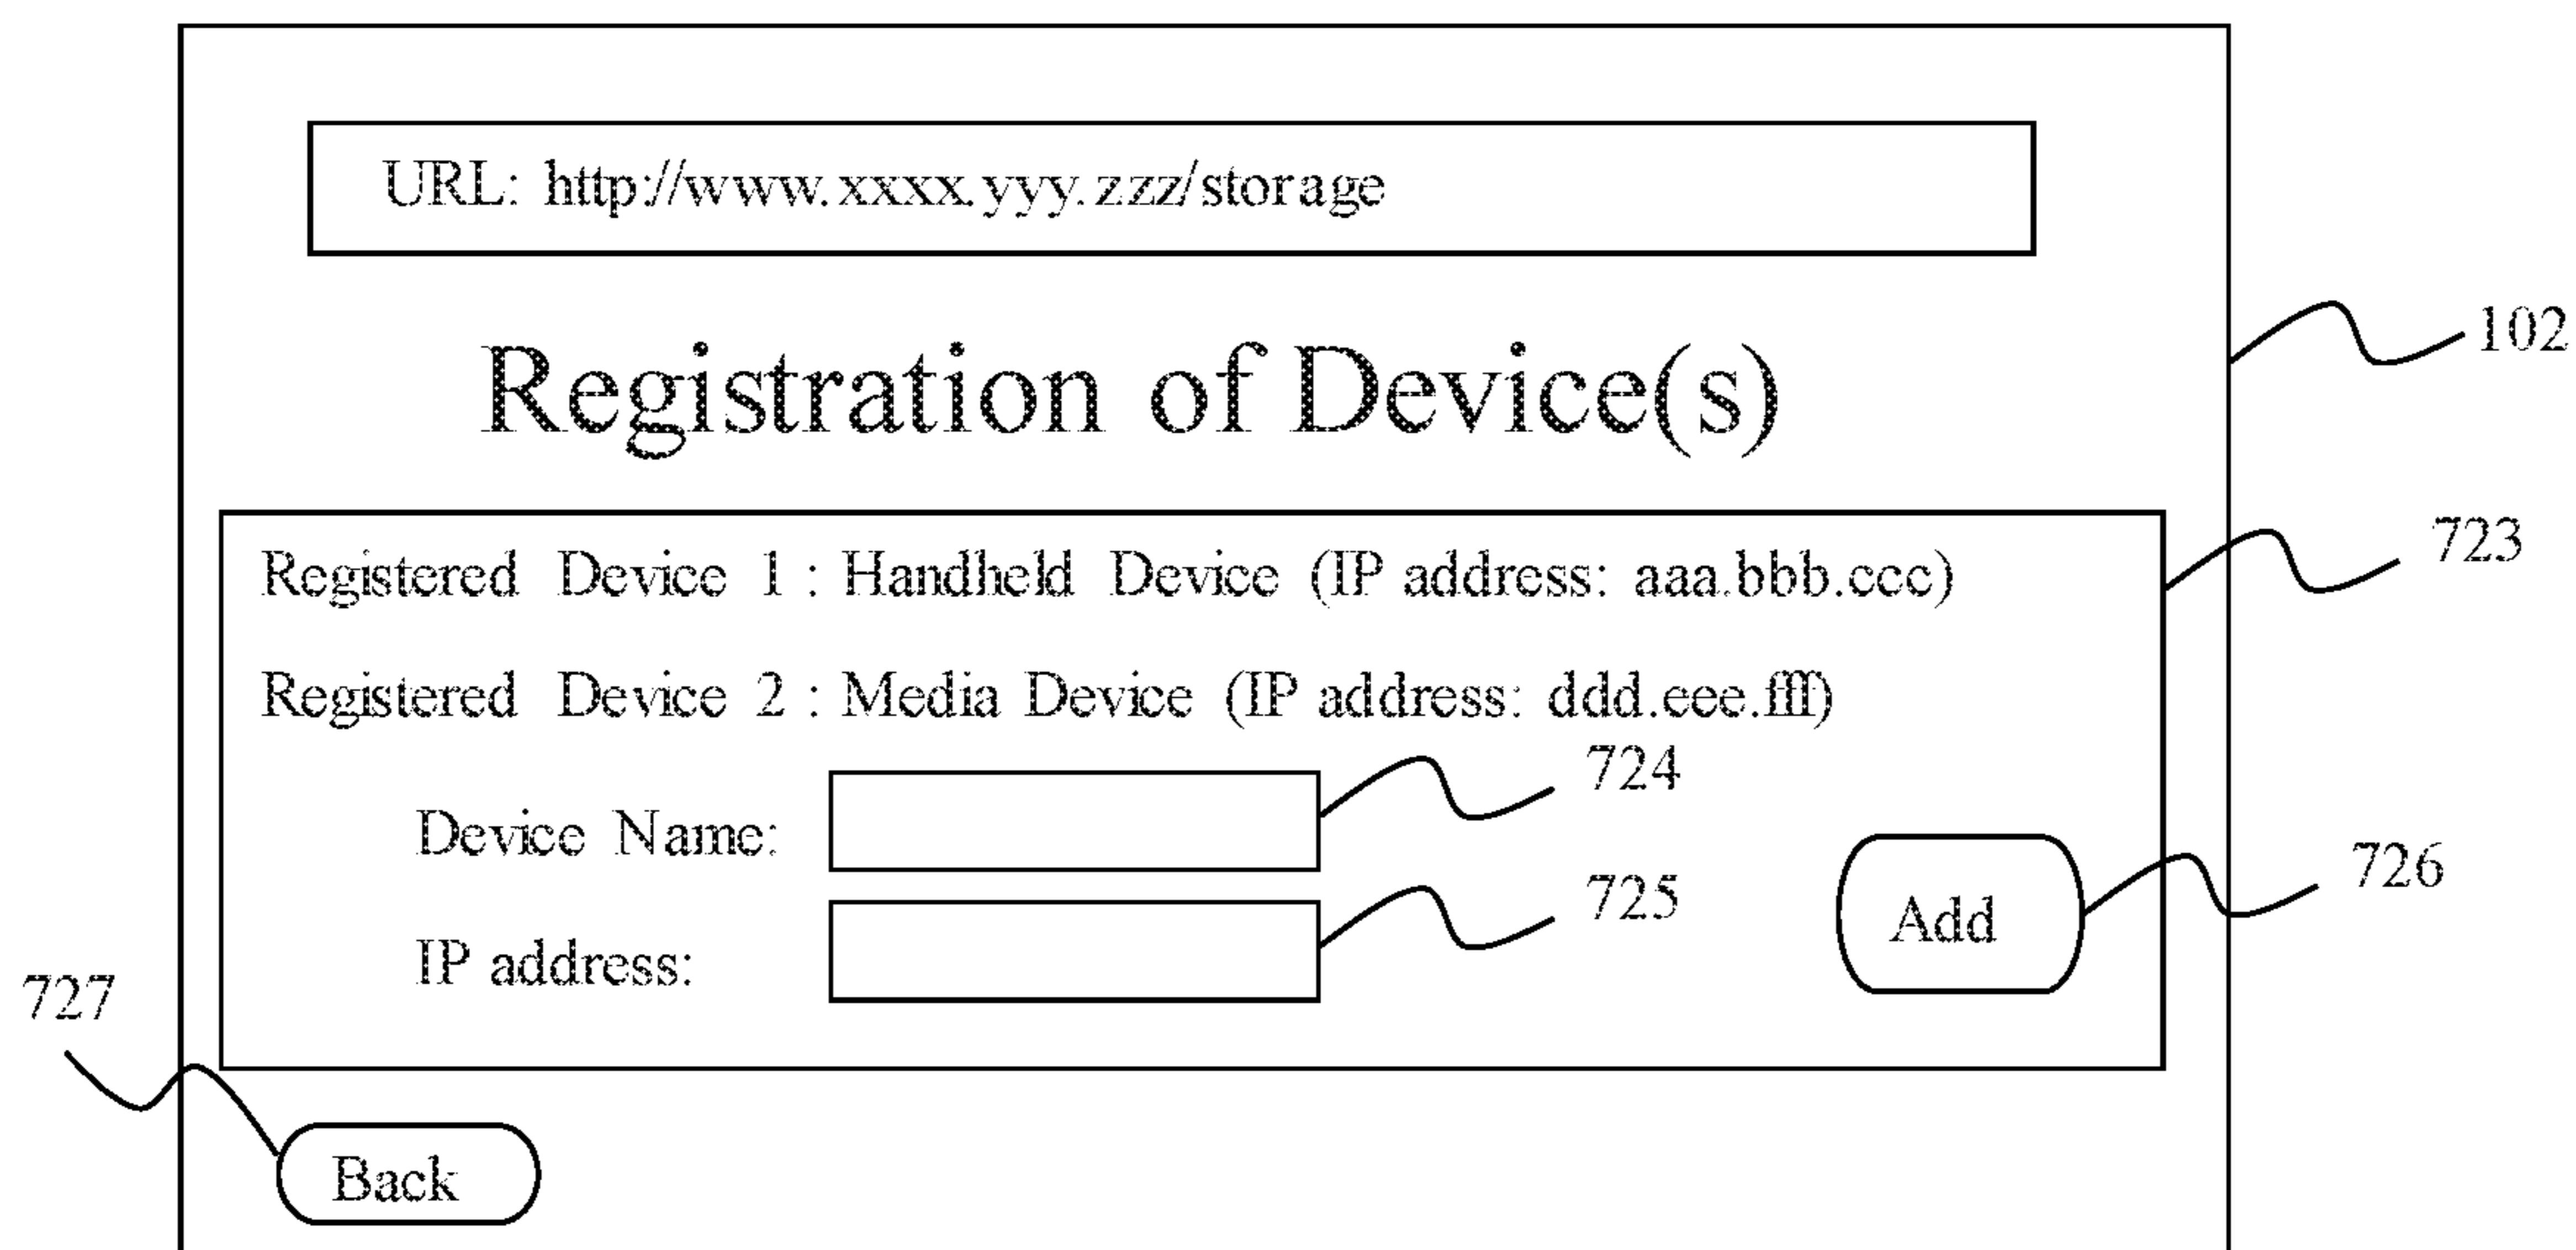 URL: http://www.xxxx.yyy.zzz/storage
102
Registration of Device(s)
723
Registered Device 1 : Handheld Device (IP address: aaa.bbb.ccc)
Registered Device 2 : Media Device (IP address: ddd.eee.fff)
724
Device Name:
725
726
Add
IP address:
727
Back